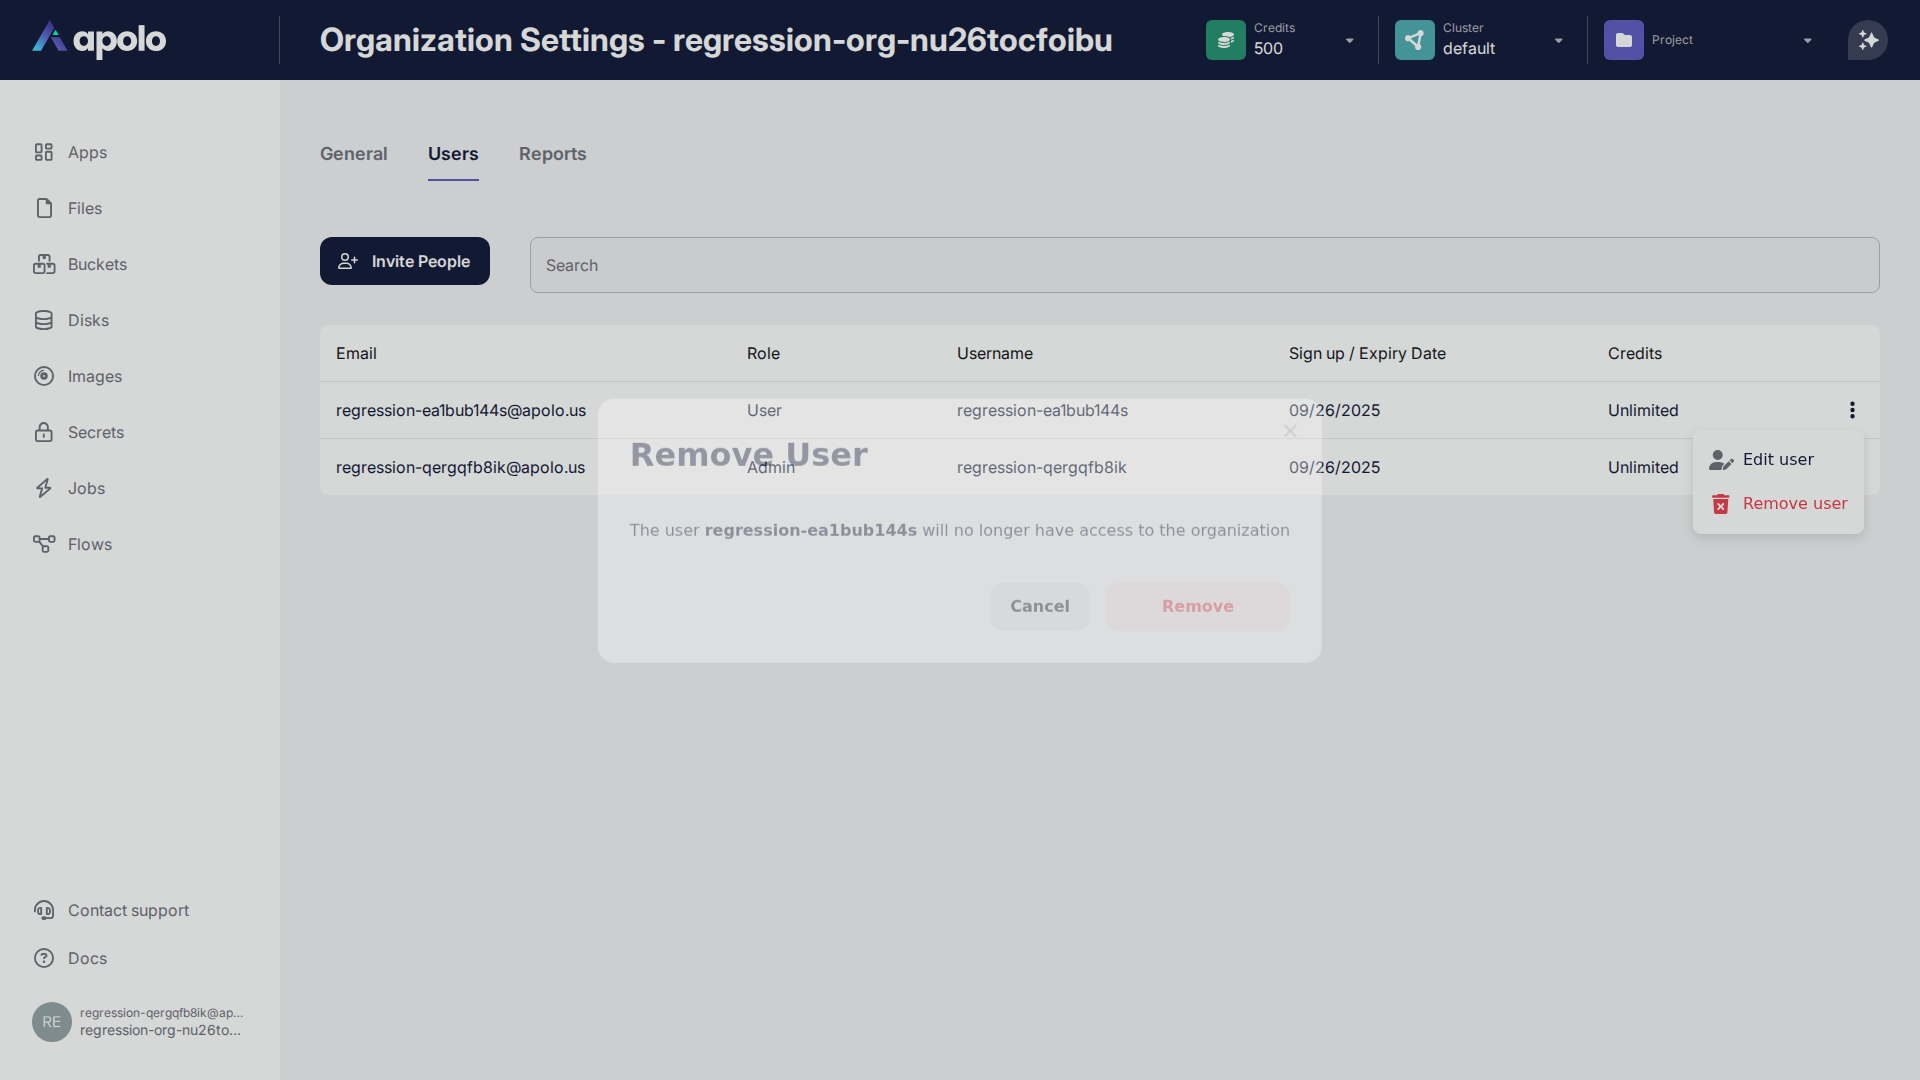 apolo
Organization Settings - regression-org-nu26tocfoibu
Credits
500
Cluster
default
Project
Apps
Files
Buckets
Disks
Images
Secrets
Jobs
Flows
Contact support
Docs
RE
regression-qergqfb8ik@ap...
regression-org-nu26to...
General Users Reports
Invite People
Search
Email Role Username Sign up / Expiry Date Credits
regression-ea1bub144s@apolo.us User regression-ea1bub144s 09/26/2025 Unlimited
regression-qergqfb8ik@apolo.us Admin regression-qergqfb8ik 09/26/2025 Unlimited
Edit user
Remove user
Remove User
The user regression-ea1bub144s will no longer have access to the organization
Cancel Remove